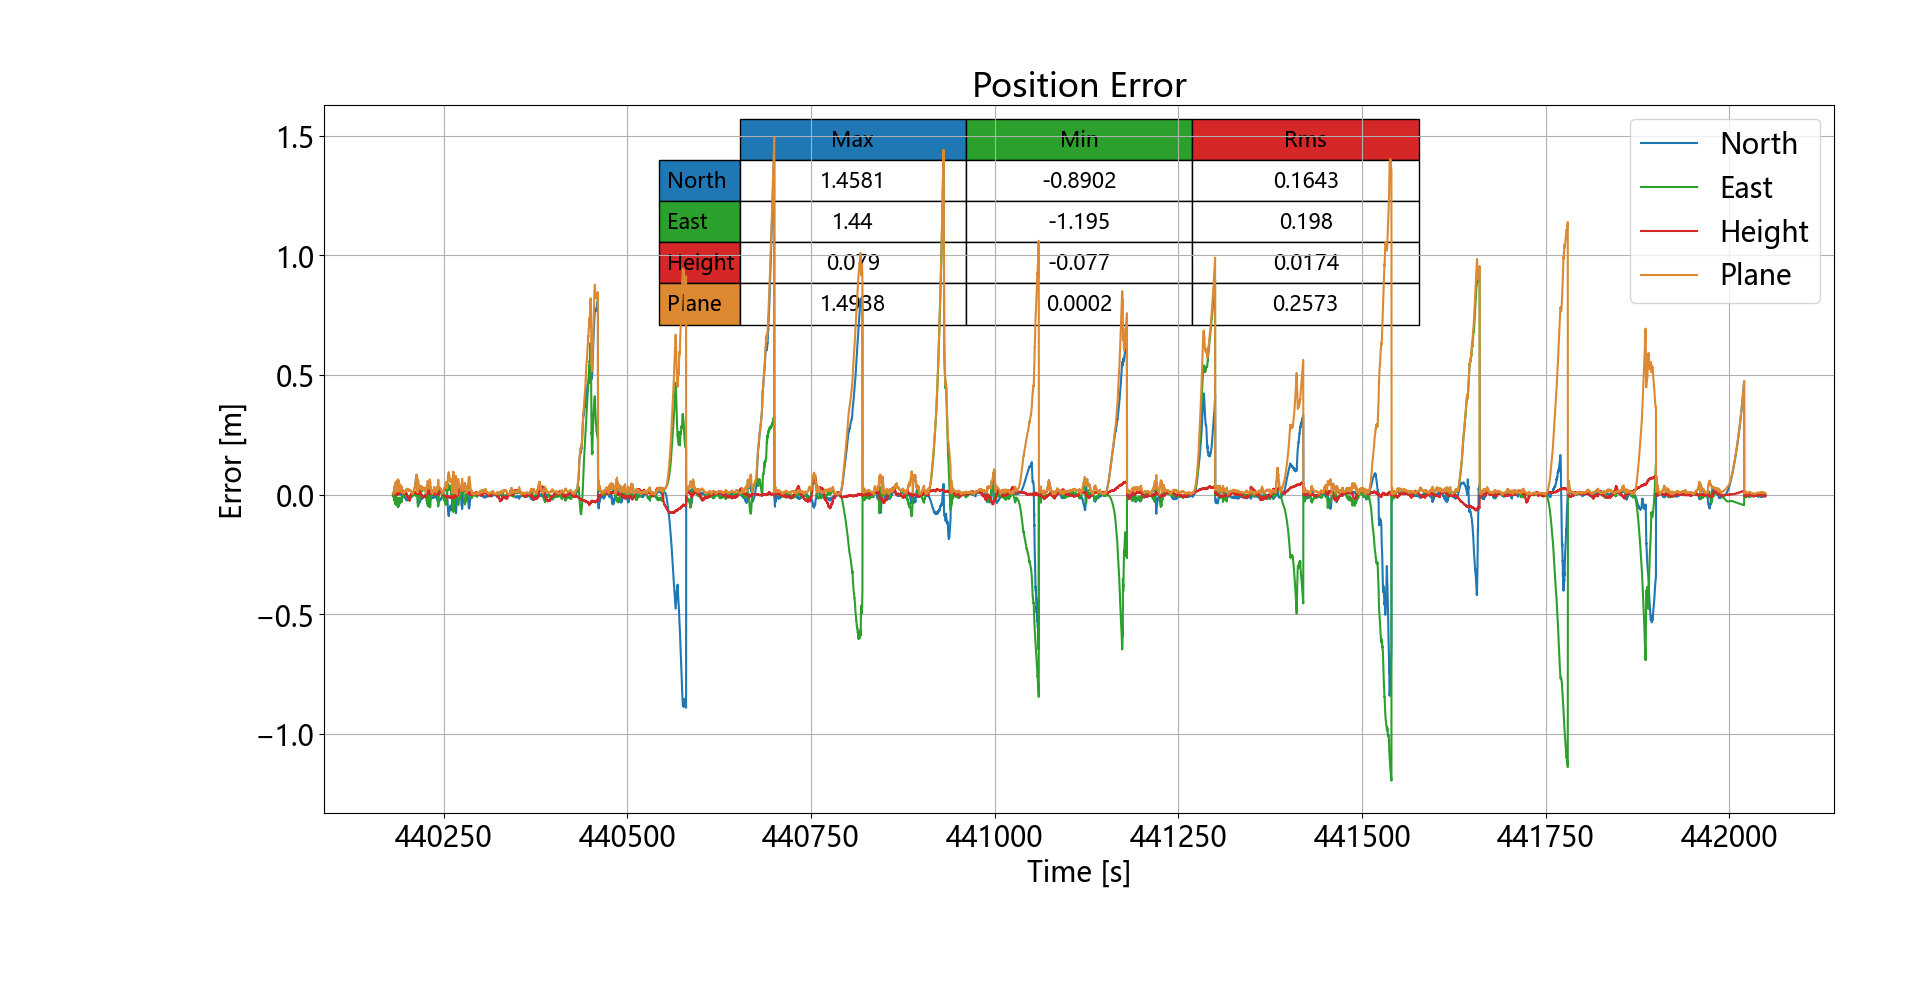 Position Error
Max Min Rms
North 1.4581 -0.8902 0.1643
East 1.44 -1.195 0.198
Height 0.079 -0.077 0.0174
Plane 1.4938 0.0002 0.2573
North
East
Height
Plane
1.5
1.0
0.5
0.0
−0.5
−1.0
Error [m]
440250 440500 440750 441000 441250 441500 441750 442000
Time [s]